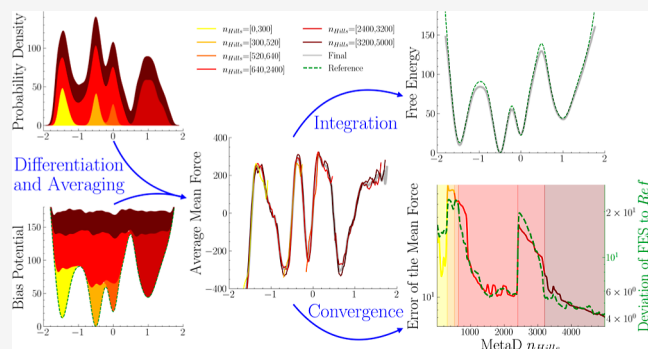 Probability Density
100
50
0
−2
−1
0
1
2
n_Hills=[0,300]
n_Hills=[300,520]
n_Hills=[520,640]
n_Hills=[640,2400]
n_Hills=[2400,3200]
n_Hills=[3200,5000]
Final
Reference
Free Energy
150
100
50
0
−2
−1
0
1
2
Integration
Differentiation
and Averaging
Bias Potential
150
100
50
0
−2
−1
0
1
2
Average Mean Force
400
200
0
−200
−400
−2
−1
0
1
2
Convergence
Error of the Mean Force
10¹
1000
2000
3000
4000
MetaD n_Hills
2 × 10¹
10¹
6 × 10⁰
4 × 10⁰
Deviation of FES to Ref